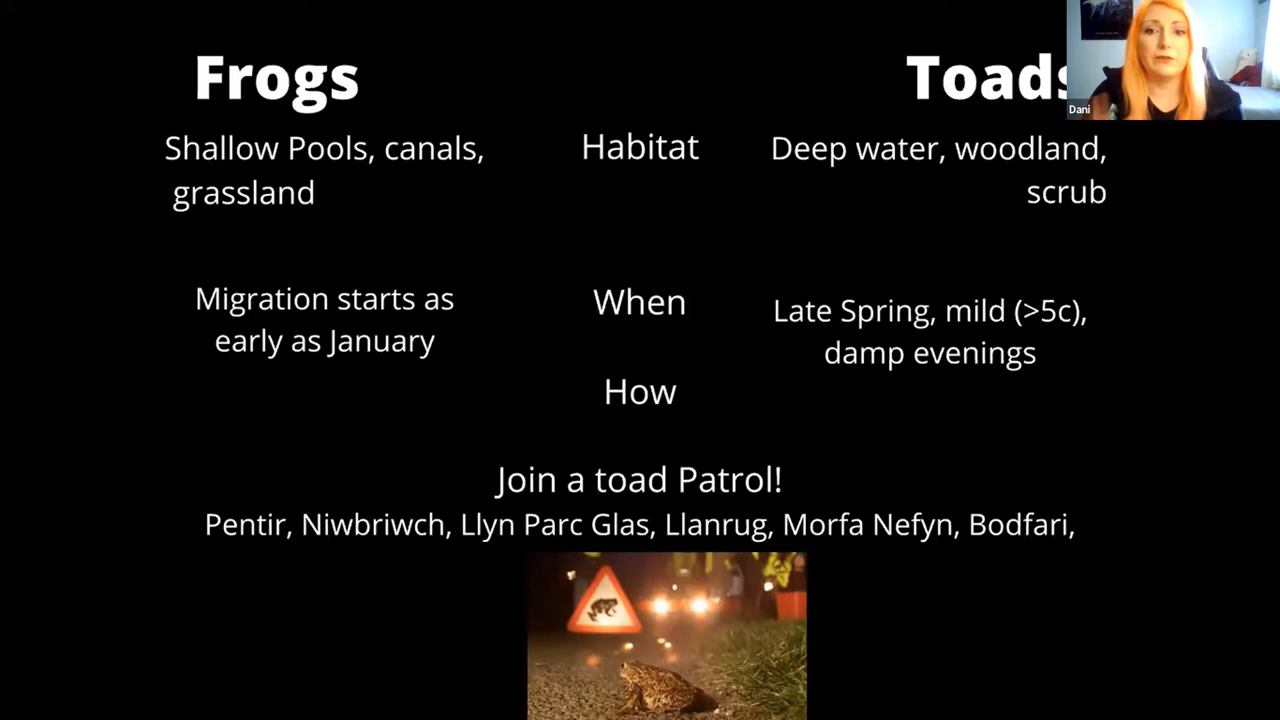 Frogs
Toads
Dani
Shallow Pools, canals,
grassland
Habitat
Deep water, woodland,
scrub
Migration starts as
early as January
When
Late Spring, mild (>5c),
damp evenings
How
Join a toad Patrol!
Pentir, Niwbriwch, Llyn Parc Glas, Llanrug, Morfa Nefyn, Bodfari,